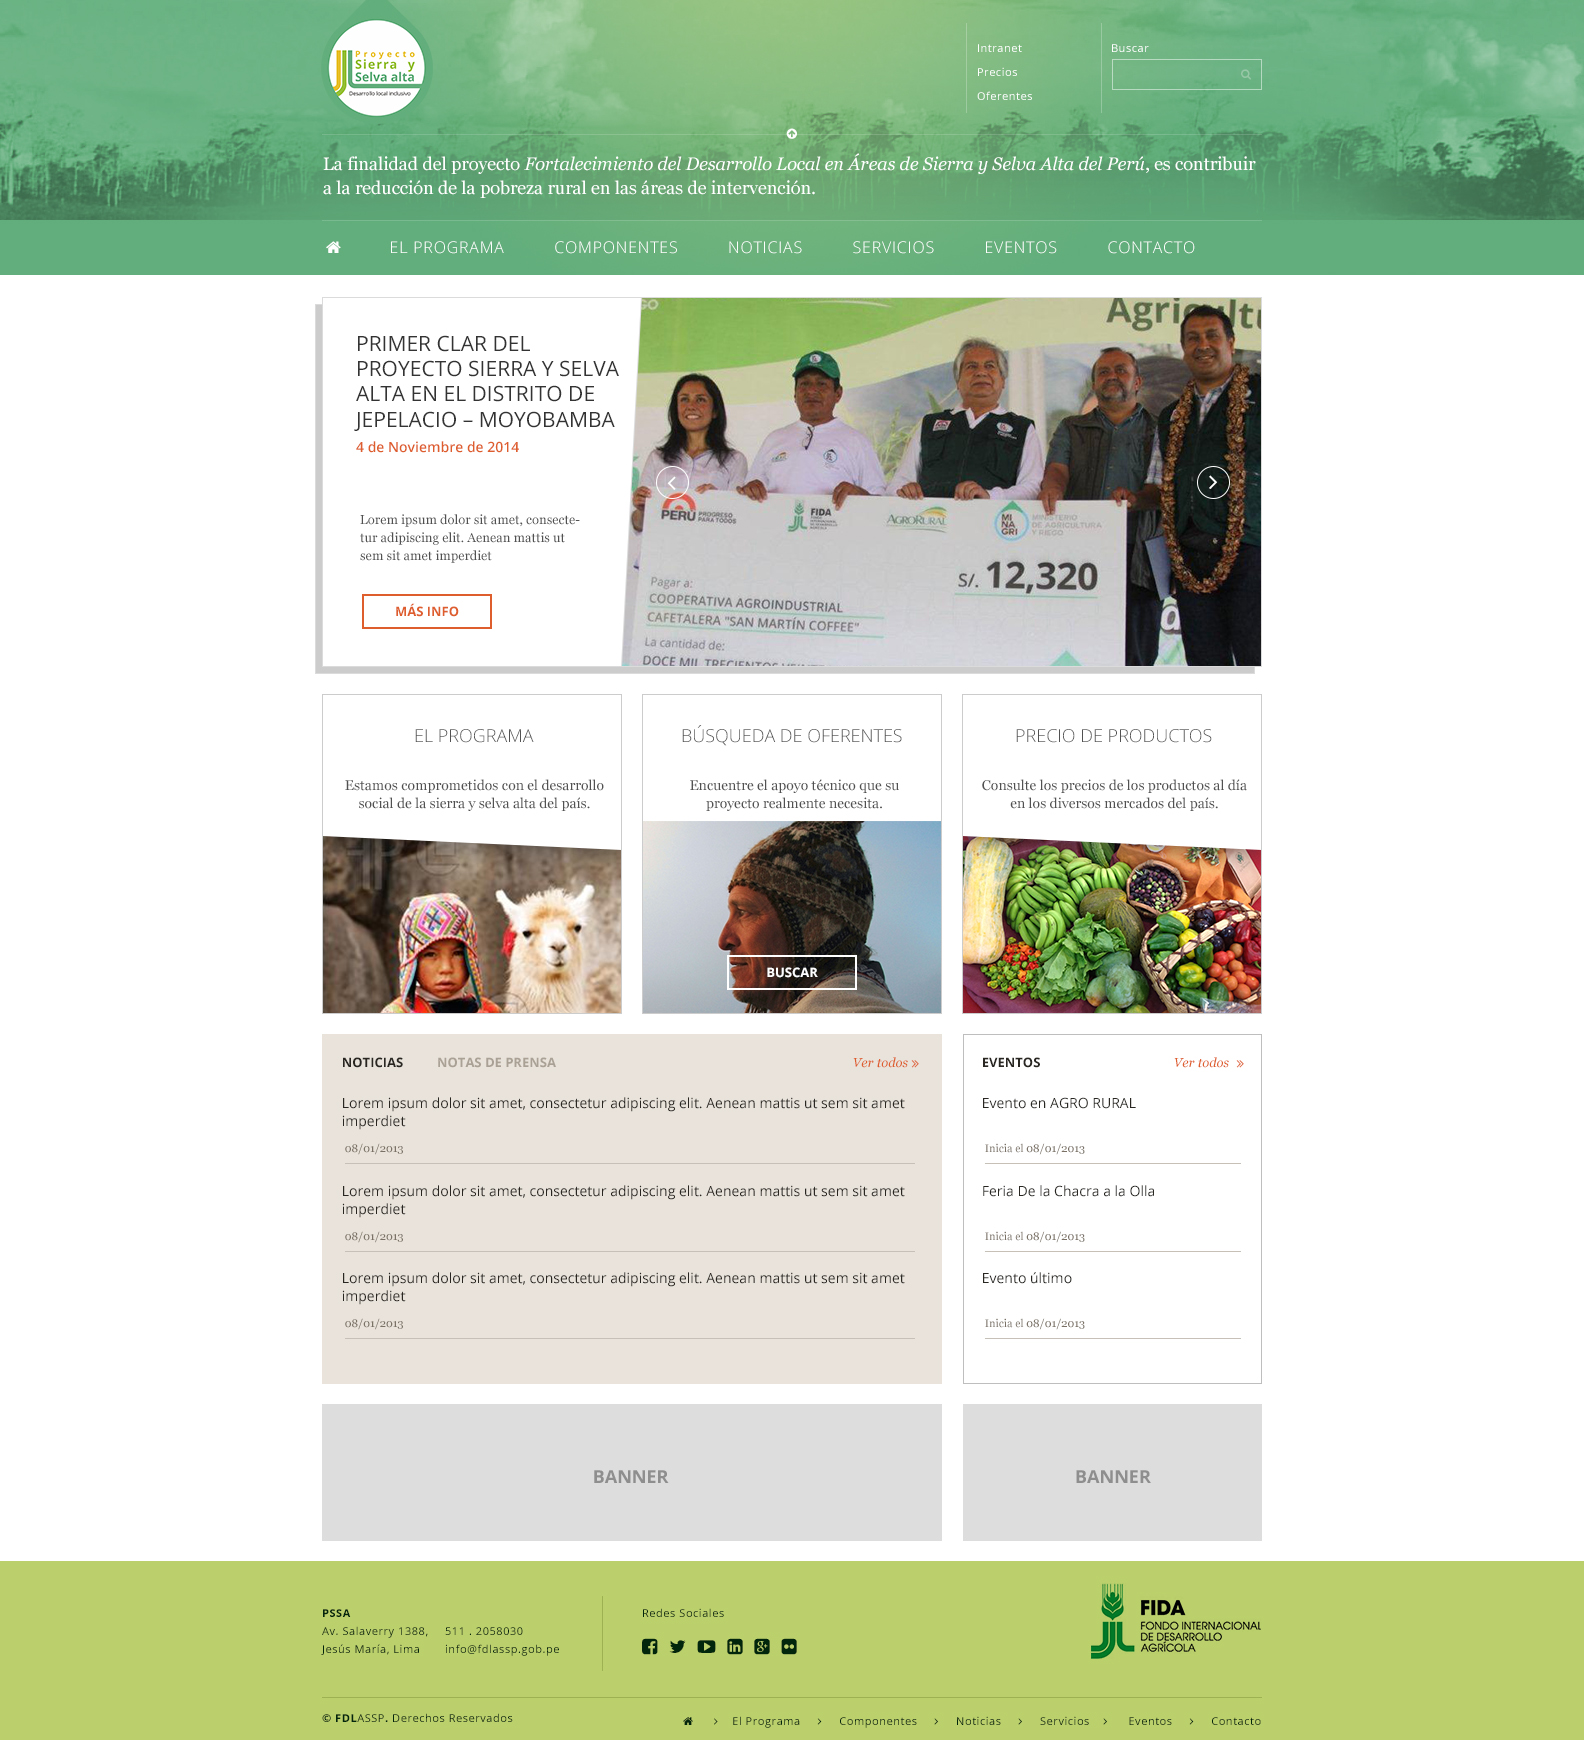 Proyecto
Sierra y
Selva alta
Desarrollo local inclusivo
Intranet
Precios
Oferentes
Buscar
La finalidad del proyecto Fortalecimiento del Desarrollo Local en Áreas de Sierra y Selva Alta del Perú, es contribuir
a la reducción de la pobreza rural en las áreas de intervención.
EL PROGRAMA COMPONENTES NOTICIAS SERVICIOS EVENTOS CONTACTO
PRIMER CLAR DEL
PROYECTO SIERRA Y SELVA
ALTA EN EL DISTRITO DE
JEPELACIO – MOYOBAMBA
4 de Noviembre de 2014
Lorem ipsum dolor sit amet, consecte-
tur adipiscing elit. Aenean mattis ut
sem sit amet imperdiet
MÁS INFO
GO
Agricultu
PERÚ PROGRESO
PARA TODOS
FIDA
FONDO
INTERNACIONAL
DE DESARROLLO
AGRÍCOLA
AGRORURAL
MINAGRI
MINISTERIO
DE AGRICULTURA
Y RIEGO
S/. 12,320
Pagar a:
COOPERATIVA AGROINDUSTRIAL
CAFETALERA "SAN MARTÍN COFFEE"
La cantidad de:
DOCE MIL TRECIENTOS
EL PROGRAMA
Estamos comprometidos con el desarrollo
social de la sierra y selva alta del país.
BÚSQUEDA DE OFERENTES
Encuentre el apoyo técnico que su
proyecto realmente necesita.
BUSCAR
PRECIO DE PRODUCTOS
Consulte los precios de los productos al día
en los diversos mercados del país.
NOTICIAS NOTAS DE PRENSA Ver todos »
Lorem ipsum dolor sit amet, consectetur adipiscing elit. Aenean mattis ut sem sit amet
imperdiet
08/01/2013
Lorem ipsum dolor sit amet, consectetur adipiscing elit. Aenean mattis ut sem sit amet
imperdiet
08/01/2013
Lorem ipsum dolor sit amet, consectetur adipiscing elit. Aenean mattis ut sem sit amet
imperdiet
08/01/2013
EVENTOS Ver todos »
Evento en AGRO RURAL
Inicia el 08/01/2013
Feria De la Chacra a la Olla
Inicia el 08/01/2013
Evento último
Inicia el 08/01/2013
BANNER
BANNER
PSSA
Av. Salaverry 1388, 511 . 2058030
Jesús María, Lima info@fdlassp.gob.pe
Redes Sociales
FIDA
FONDO INTERNACIONAL
DE DESARROLLO
AGRÍCOLA
© FDLASSP. Derechos Reservados
› El Programa › Componentes › Noticias › Servicios › Eventos › Contacto